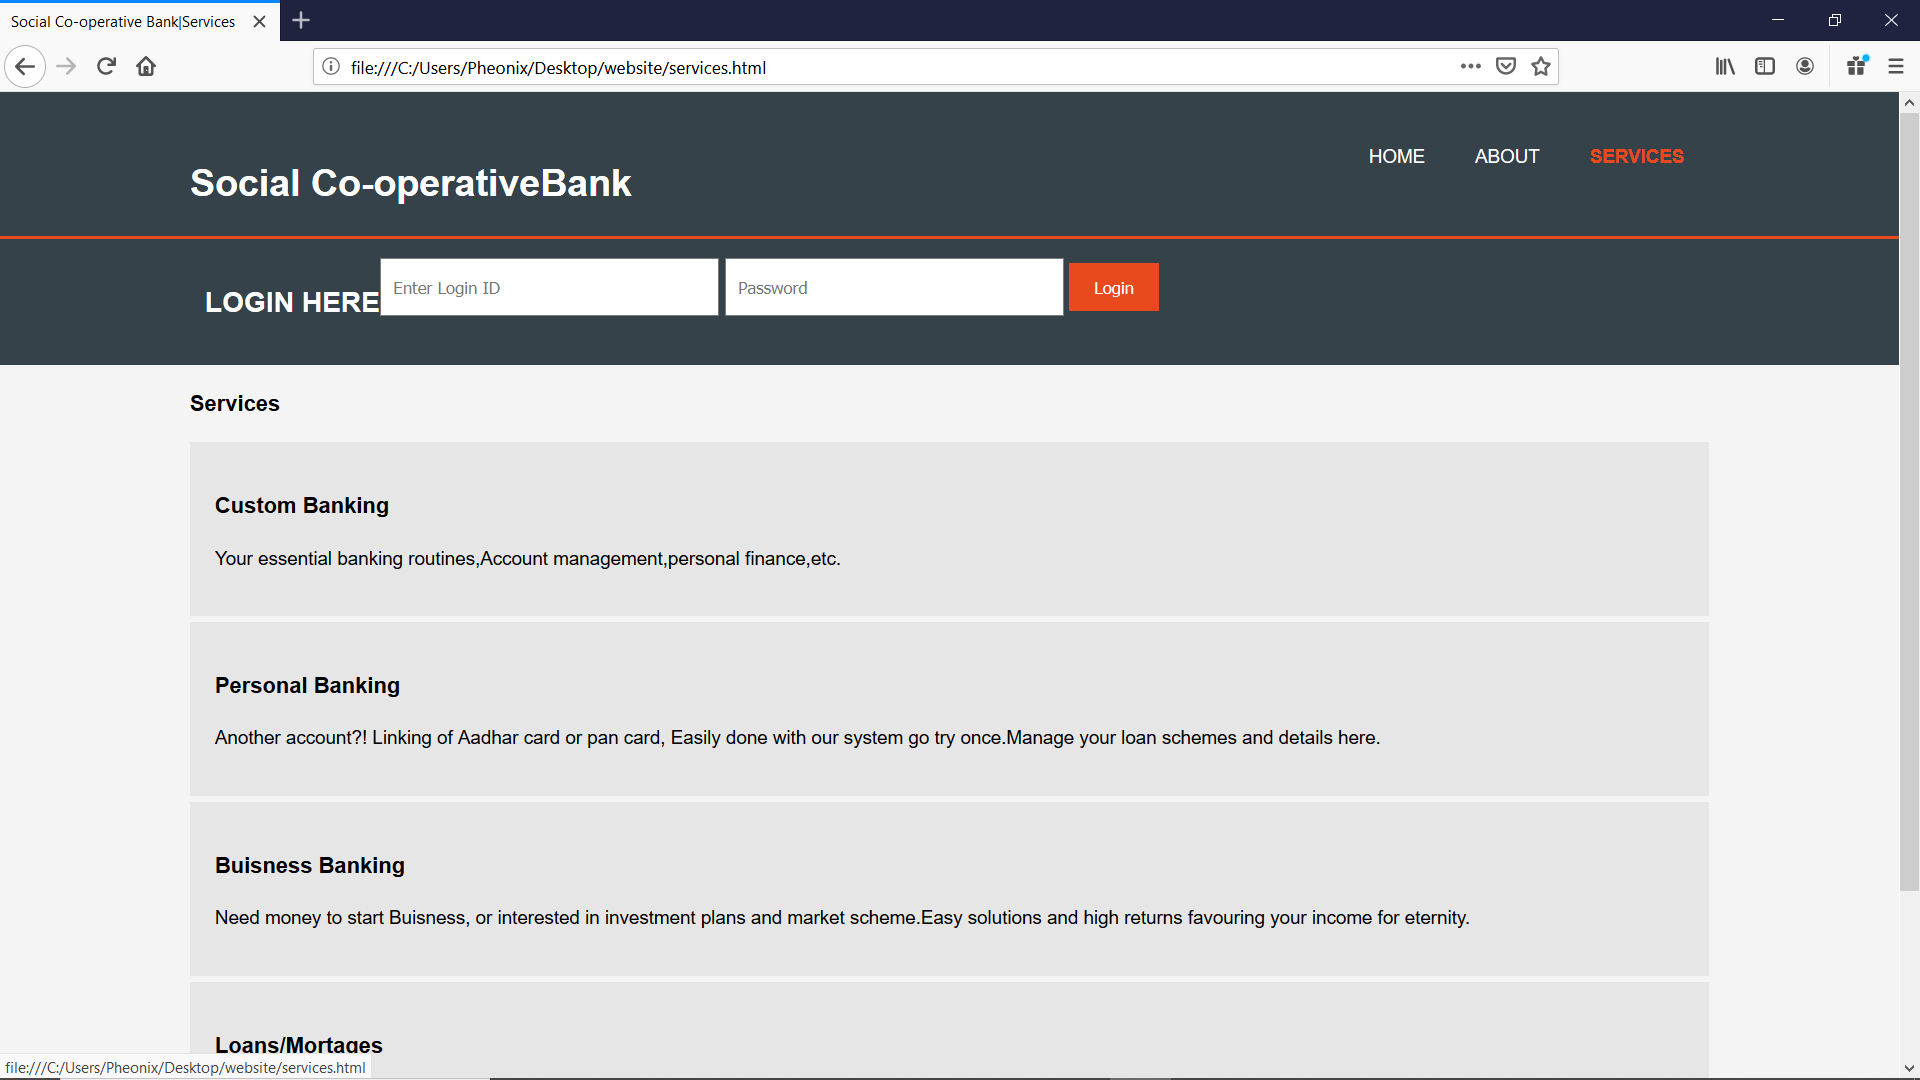 Social Co-operative Bank|Services
file:///C:/Users/Pheonix/Desktop/website/services.html
HOME ABOUT SERVICES
Social Co-operativeBank
LOGIN HERE Enter Login ID Password Login
Services
Custom Banking
Your essential banking routines,Account management,personal finance,etc.
Personal Banking
Another account?! Linking of Aadhar card or pan card, Easily done with our system go try once.Manage your loan schemes and details here.
Buisness Banking
Need money to start Buisness, or interested in investment plans and market scheme.Easy solutions and high returns favouring your income for eternity.
Loans/Mortages
file:///C:/Users/Pheonix/Desktop/website/services.html